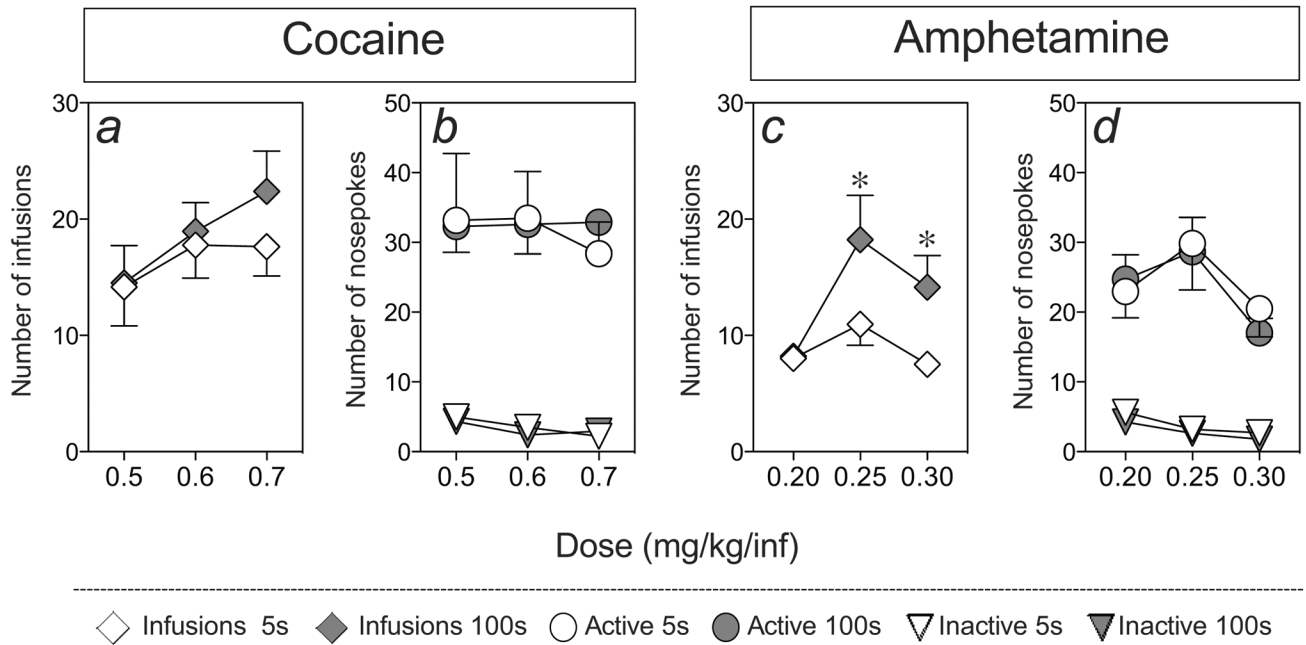 Cocaine
Amphetamine
a
b
c
d
Number of infusions
30
20
10
0
0.5 0.6 0.7
Number of nosepokes
50
40
30
20
10
0
0.5 0.6 0.7
Number of infusions
30
20
10
0
* *
0.20 0.25 0.30
Number of nosepokes
50
40
30
20
10
0
0.20 0.25 0.30
Dose (mg/kg/inf)
Infusions 5s Infusions 100s Active 5s Active 100s Inactive 5s Inactive 100s